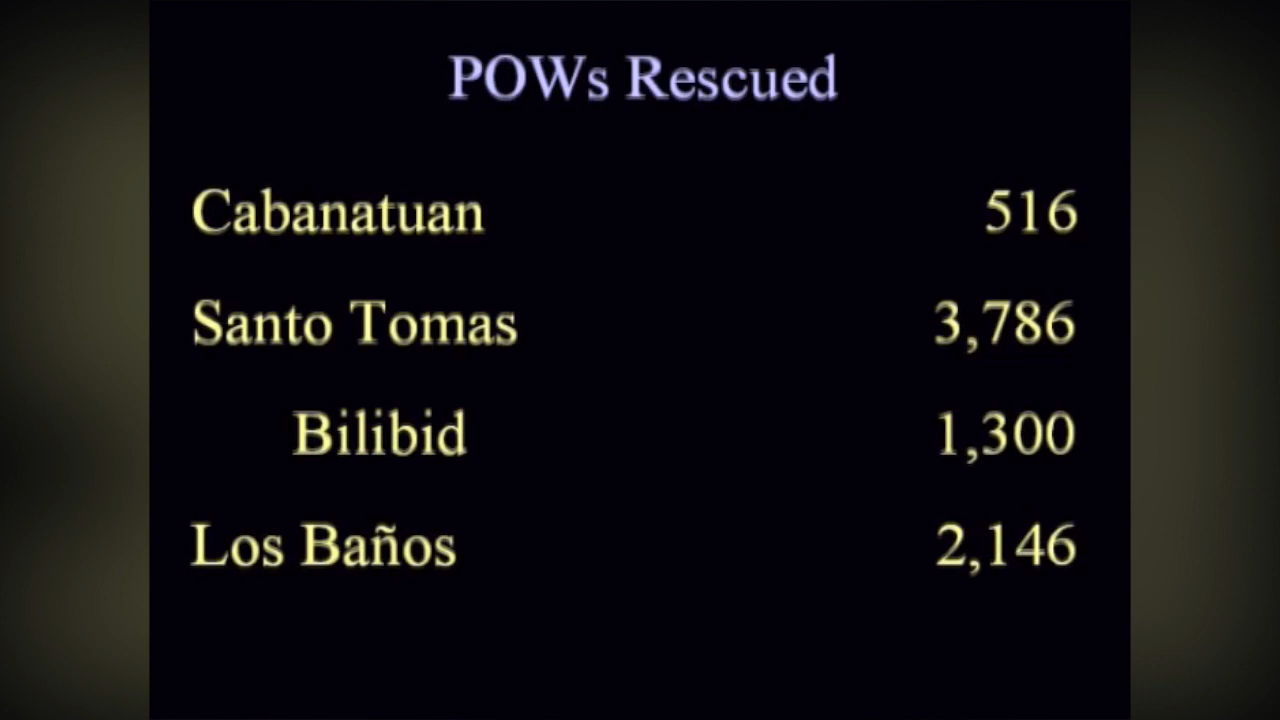 POWs Rescued
Cabanatuan 516
Santo Tomas 3,786
Bilibid 1,300
Los Baños 2,146